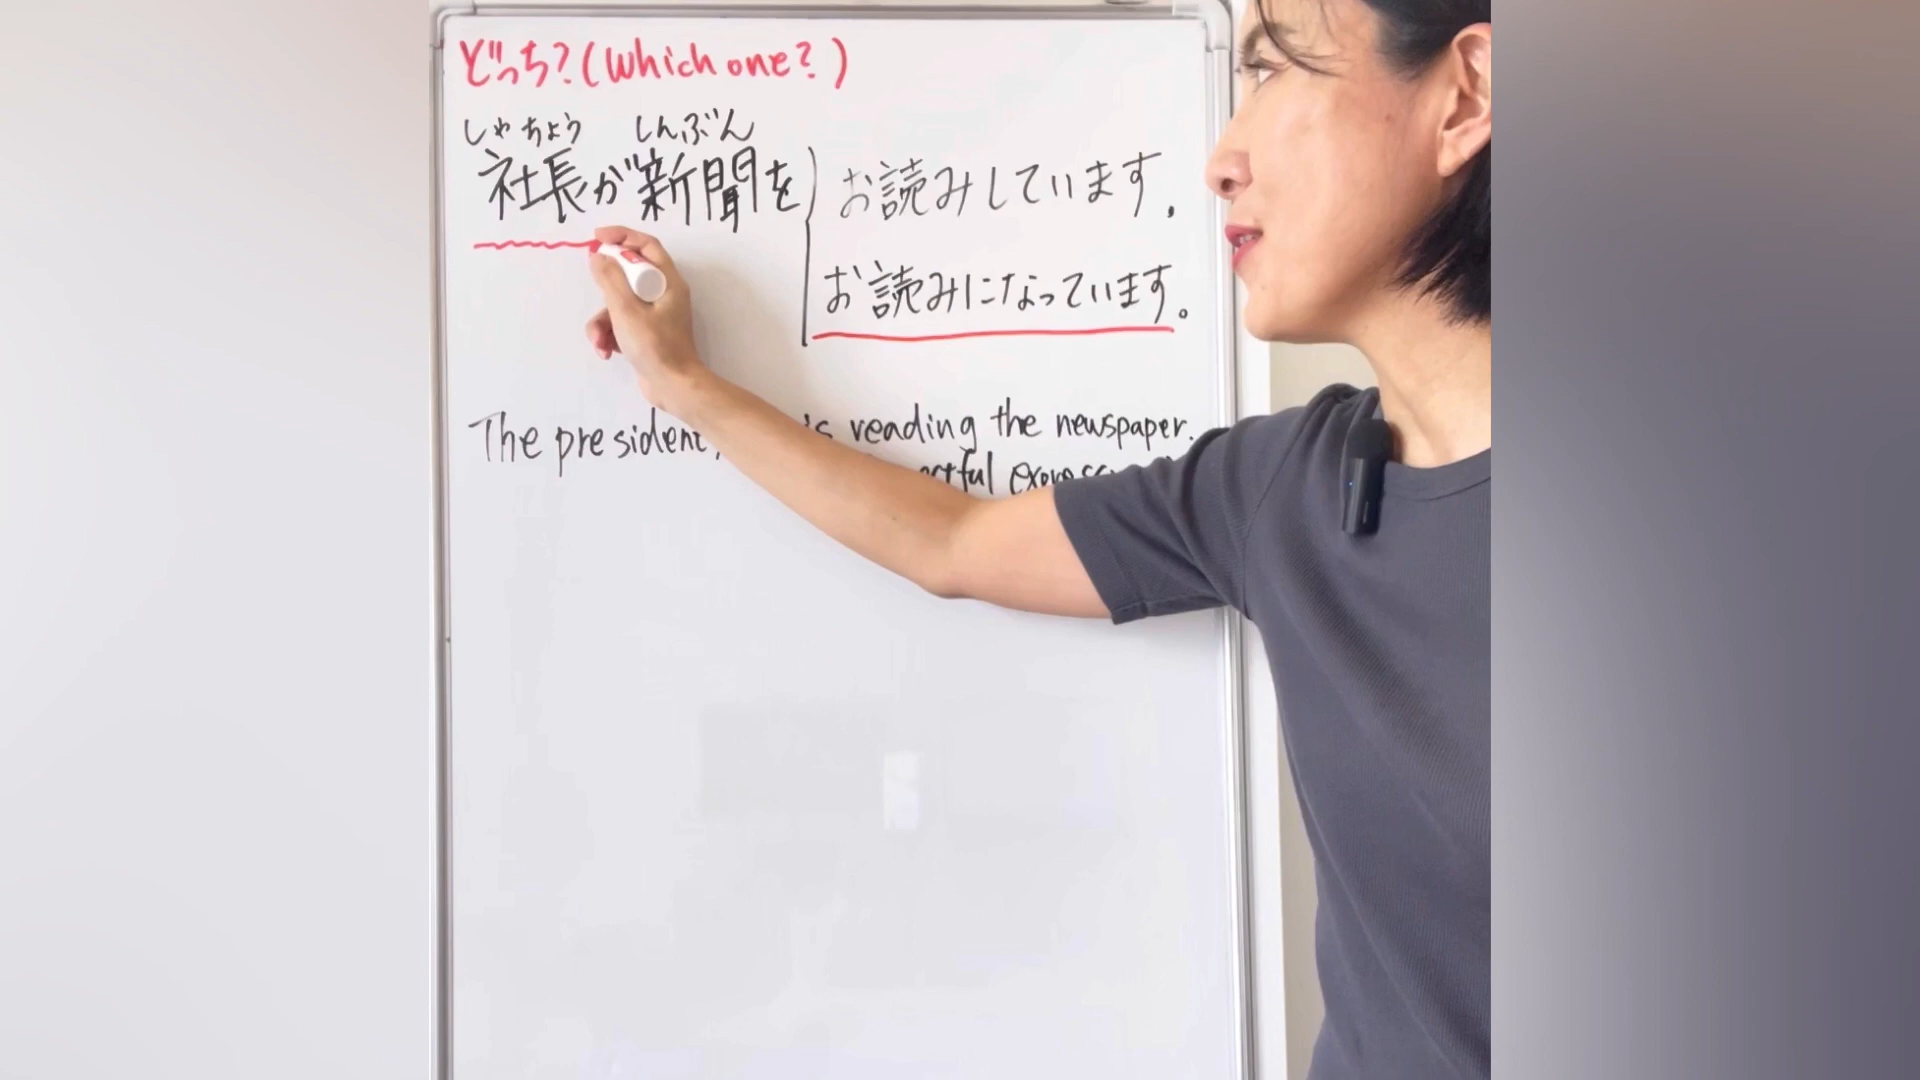 どっち?(Which one?)
しゃちょう しんぶん
社長が新聞を お読みしています.
お読みになっています。
The president, is reading the newspaper.